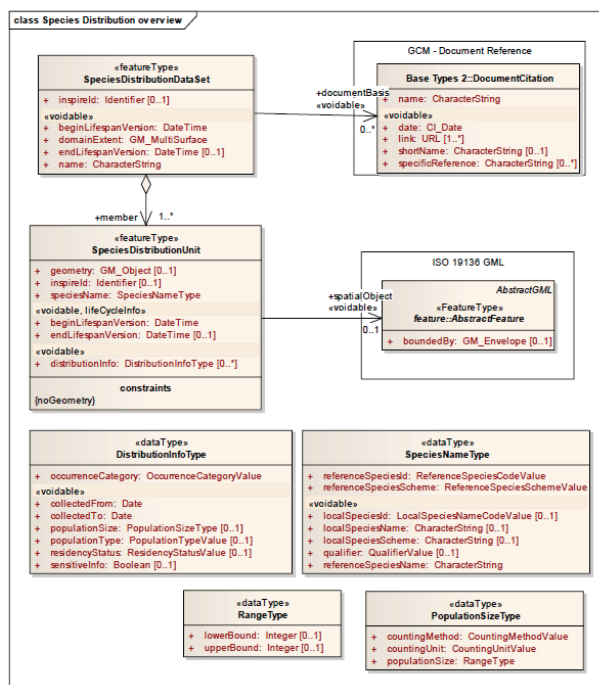 class Species Distribution overview
«featureType»
SpeciesDistributionDataSet
+ inspireId: Identifier [0..1]
«voidable»
+ beginLifespanVersion: DateTime
+ domainExtent: GM_MultiSurface
+ endLifespanVersion: DateTime [0..1]
+ name: CharacterString
GCM - Document Reference
Base Types 2::DocumentCitation
+ name: CharacterString
«voidable»
+ date: CI_Date
+ link: URL [1..*]
+ shortName: CharacterString [0..1]
+ specificReference: CharacterString [0..*]
+documentBasis
«voidable»
0..*
+member
1..*
«featureType»
SpeciesDistributionUnit
+ geometry: GM_Object [0..1]
+ inspireId: Identifier [0..1]
+ speciesName: SpeciesNameType
«voidable, lifeCycleInfo»
+ beginLifespanVersion: DateTime
+ endLifespanVersion: DateTime [0..1]
«voidable»
+ distributionInfo: DistributionInfoType [0..*]
constraints
{noGeometry}
+spatialObject
«voidable»
0..1
ISO 19136 GML
AbstractGML
«FeatureType»
feature::AbstractFeature
+ boundedBy: GM_Envelope [0..1]
«dataType»
DistributionInfoType
+ occurrenceCategory: OccurrenceCategoryValue
«voidable»
+ collectedFrom: Date
+ collectedTo: Date
+ populationSize: PopulationSizeType [0..1]
+ populationType: PopulationTypeValue [0..1]
+ residencyStatus: ResidencyStatusValue [0..1]
+ sensitiveInfo: Boolean [0..1]
«dataType»
SpeciesNameType
+ referenceSpeciesId: ReferenceSpeciesCodeValue
+ referenceSpeciesScheme: ReferenceSpeciesSchemeValue
«voidable»
+ localSpeciesId: LocalSpeciesNameCodeValue [0..1]
+ localSpeciesName: CharacterString [0..1]
+ localSpeciesScheme: CharacterString [0..1]
+ qualifier: QualifierValue [0..1]
+ referenceSpeciesName: CharacterString
«dataType»
RangeType
+ lowerBound: Integer [0..1]
+ upperBound: Integer [0..1]
«dataType»
PopulationSizeType
+ countingMethod: CountingMethodValue
+ countingUnit: CountingUnitValue
+ populationSize: RangeType